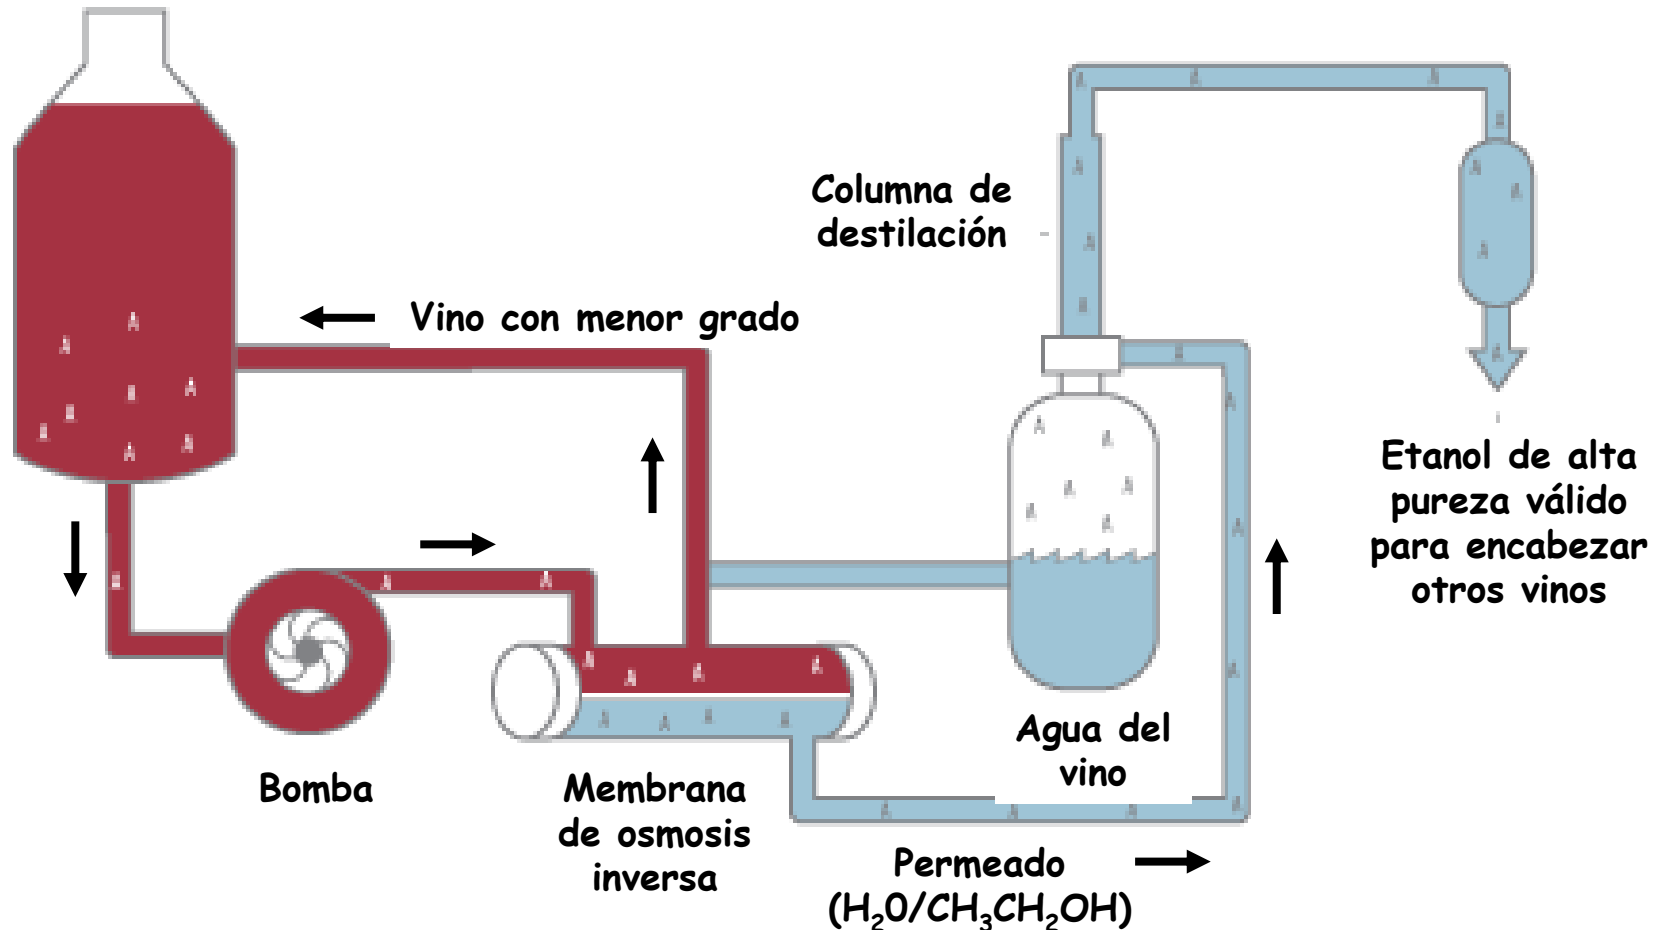 Columna de
destilación
Vino con menor grado
Etanol de alta
pureza válido
para encabezar
otros vinos
Agua del
vino
Bomba
Membrana
de osmosis
inversa
Permeado
(H₂0/CH₃CH₂OH)
A A A A A A A A A A A A A A A A A A A A A A A A A A A A A A A A A A A A A A A A A A A A A A